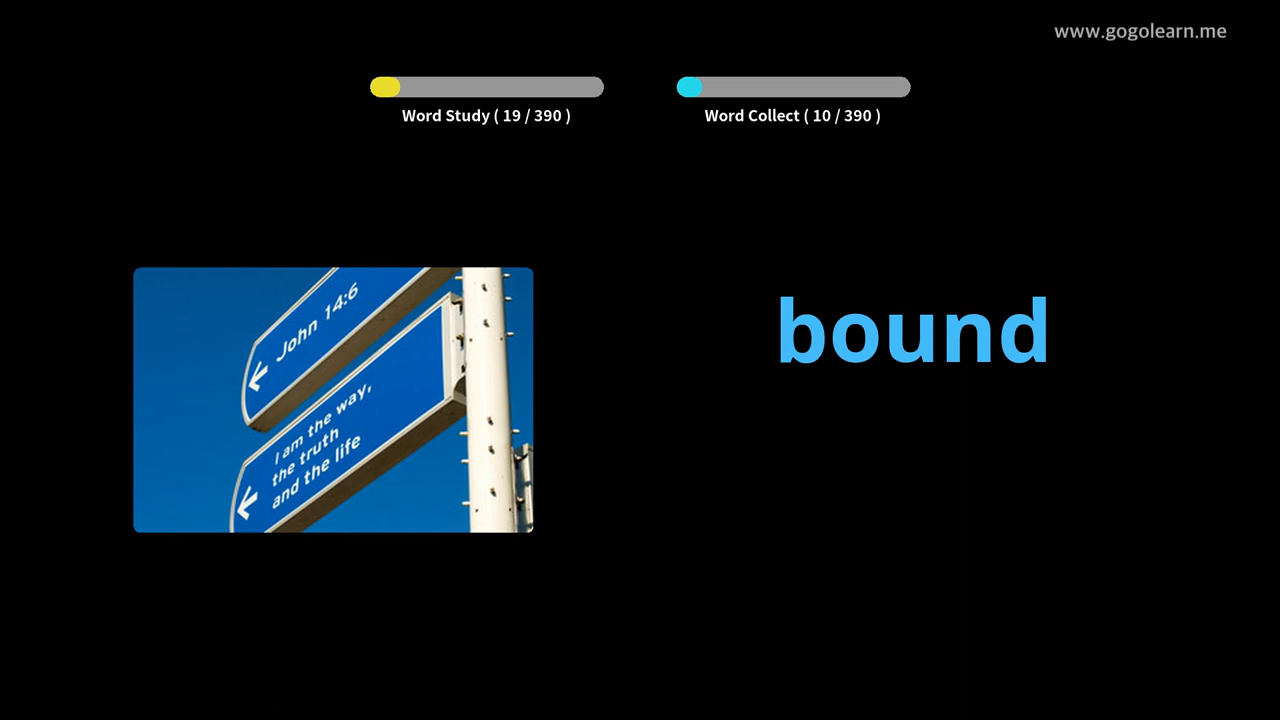 www.gogolearn.me
Word Study ( 19 / 390 )
Word Collect ( 10 / 390 )
John 14:6
I am the way,
the truth
and the life
bound